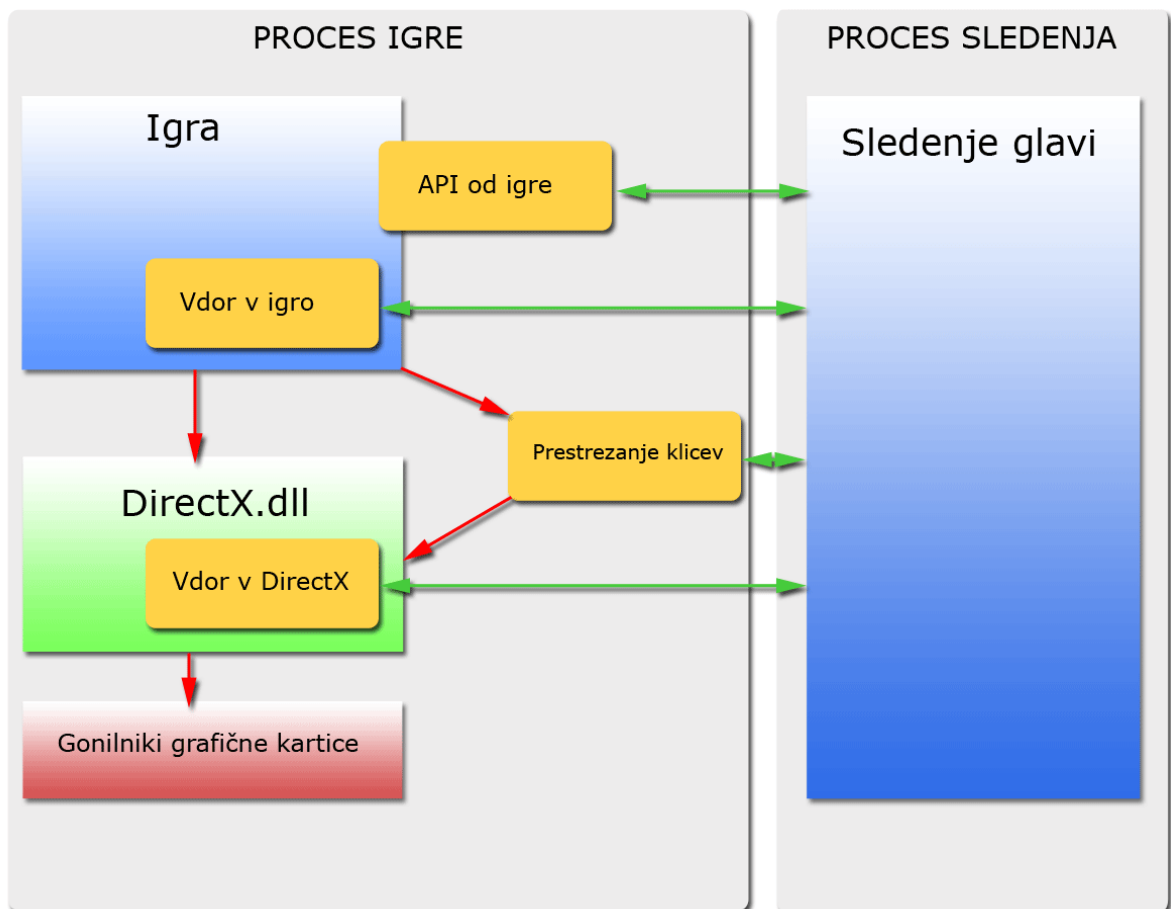 PROCES IGRE
PROCES SLEDENJA
Igra
Sledenje glavi
API od igre
Vdor v igro
Prestrezanje klicev
DirectX.dll
Vdor v DirectX
Gonilniki grafične kartice